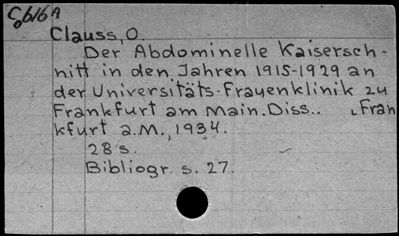 C616A
Clauss, O.
Der Abdominelle Kaisersch-
nitt in den Jahren 1915-1929 an
der Universitäts-Frauenklinik zu
Frankfurt am Main. Diss.. Fran
kfurt a.M., 1934.
28 s.
Bibliogr. s. 27.